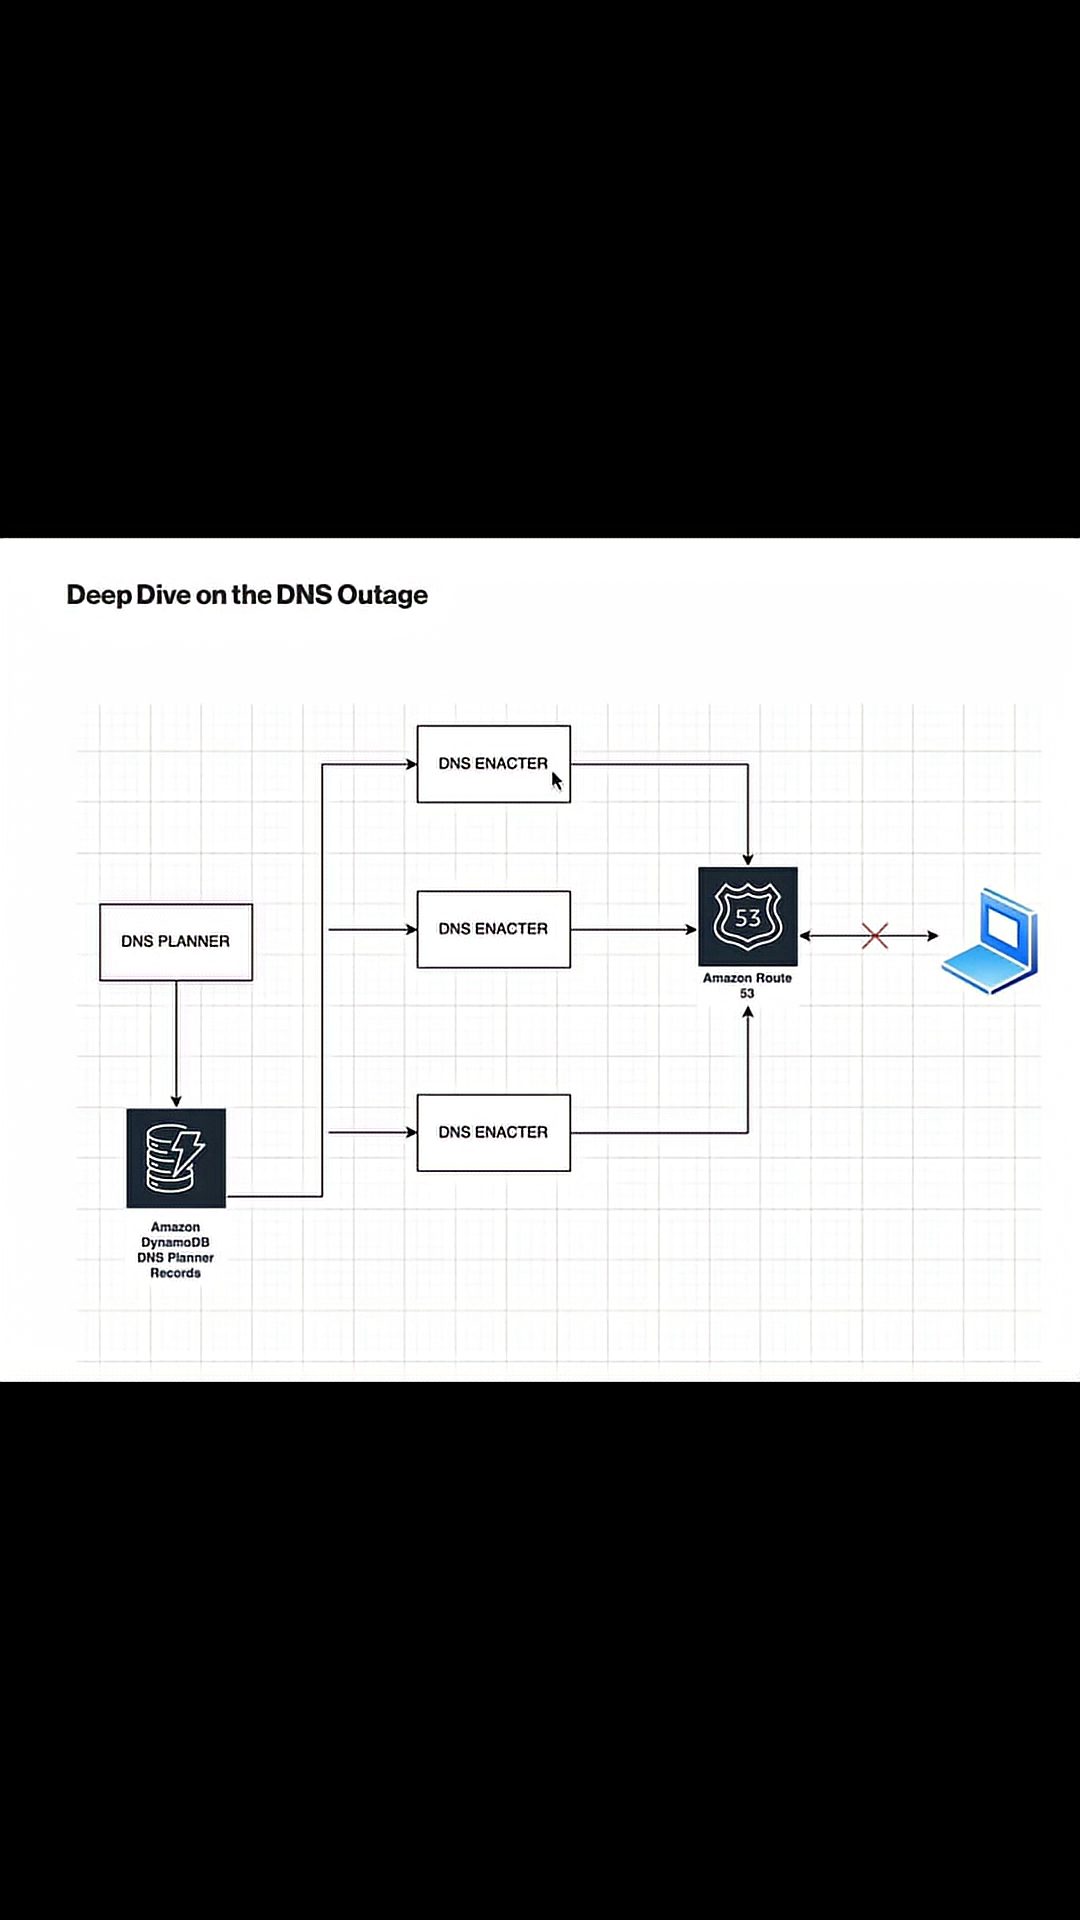 Deep Dive on the DNS Outage
DNS ENACTER
DNS PLANNER
DNS ENACTER
53
Amazon Route
53
DNS ENACTER
Amazon
DynamoDB
DNS Planner
Records